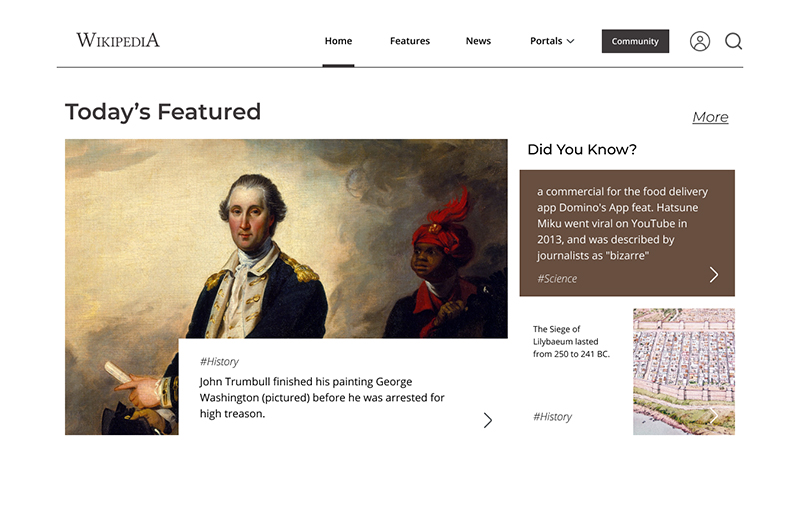 WIKIPEDIA
Home
Features
News
Portals
Community
Today’s Featured
More
Did You Know?
a commercial for the food delivery
app Domino's App feat. Hatsune
Miku went viral on YouTube in
2013, and was described by
journalists as "bizarre"
#Science
#History
John Trumbull finished his painting George
Washington (pictured) before he was arrested for
high treason.
The Siege of
Lilybaeum lasted
from 250 to 241 BC.
#History